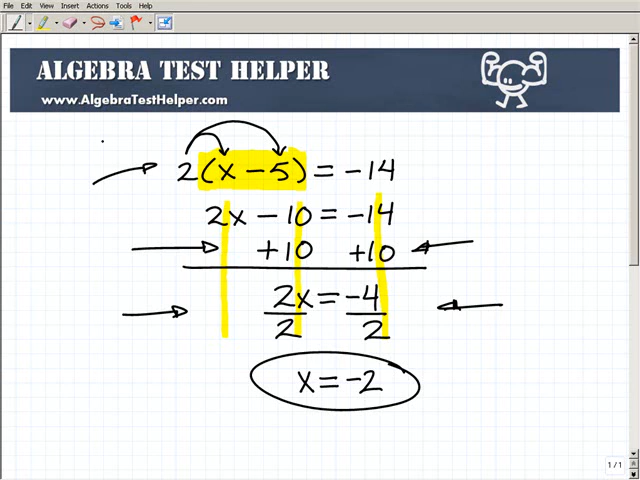 File Edit View Insert Actions Tools Help
ALGEBRA TEST HELPER
www.AlgebraTestHelper.com
2(x - 5) = -14
2x - 10 = -14
+10 +10
2x = -4
2 2
x = -2
1/1